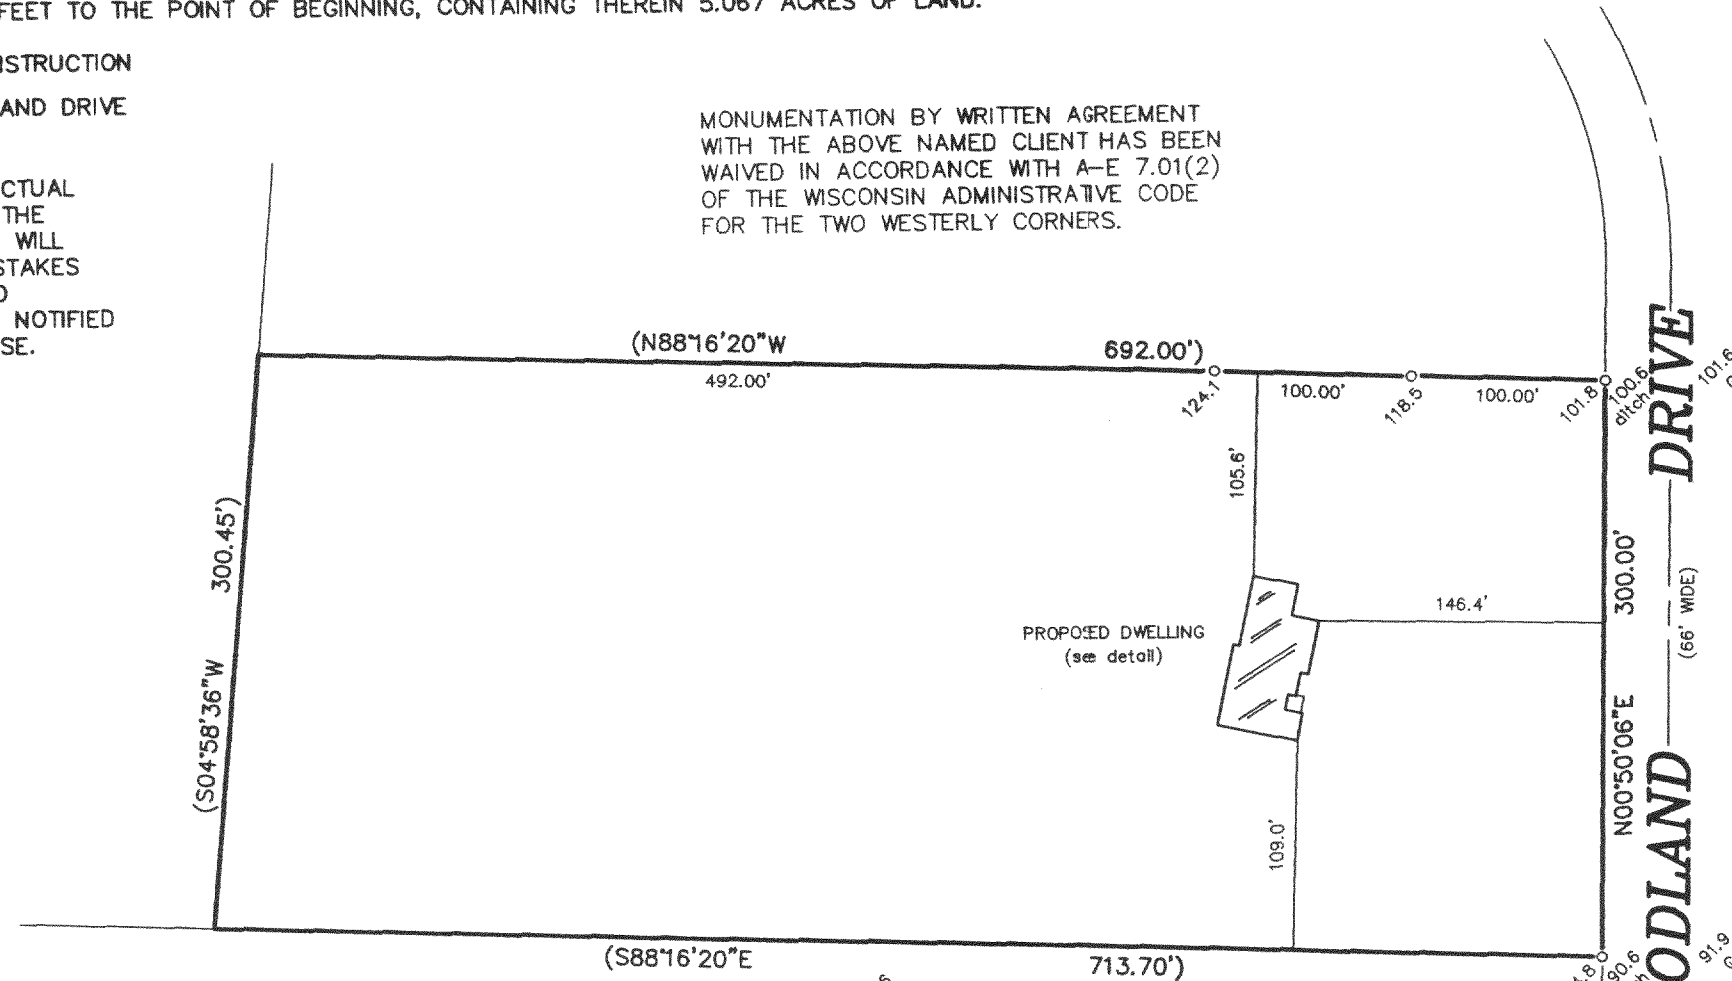 FEET TO THE POINT OF BEGINNING, CONTAINING THEREIN 5.067 ACRES OF LAND.
AND DRIVE
THE
WILL
STAKES
NOTIFIED
MONUMENTATION BY WRITTEN AGREEMENT
WITH THE ABOVE NAMED CLIENT HAS BEEN
WAIVED IN ACCORDANCE WITH A-E 7.01(2)
OF THE WISCONSIN ADMINISTRATIVE CODE
FOR THE TWO WESTERLY CORNERS.
(N88°16'20"W 692.00')
492.00'
124.1
100.00'
118.5
100.00'
101.8
100.6
ditch
101.6
105.6'
(S04°58'36"W 300.45')
PROPOSED DWELLING
(see detail)
146.4'
109.0'
N00°50'06"E 300.00'
(66' WIDE)
ODLAND DRIVE
(S88°16'20"E 713.70')
90.6
91.9